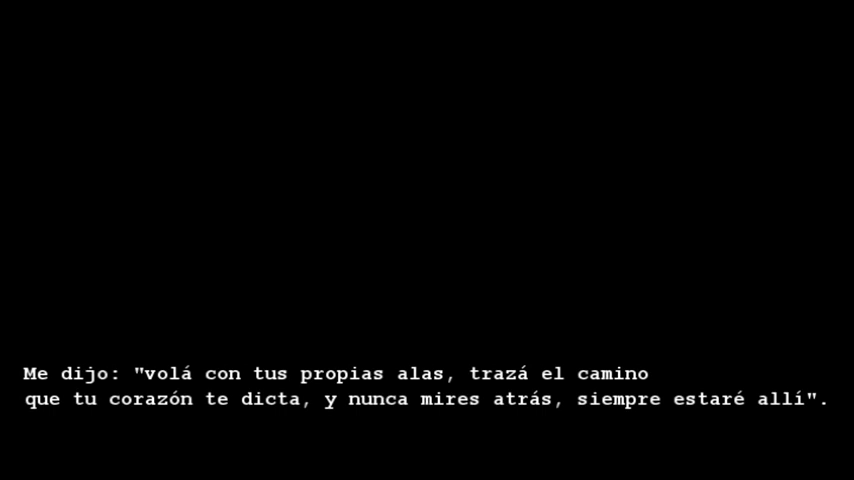 Me dijo: "volá con tus propias alas, trazá el camino
que tu corazón te dicta, y nunca mires atrás, siempre estaré allí".